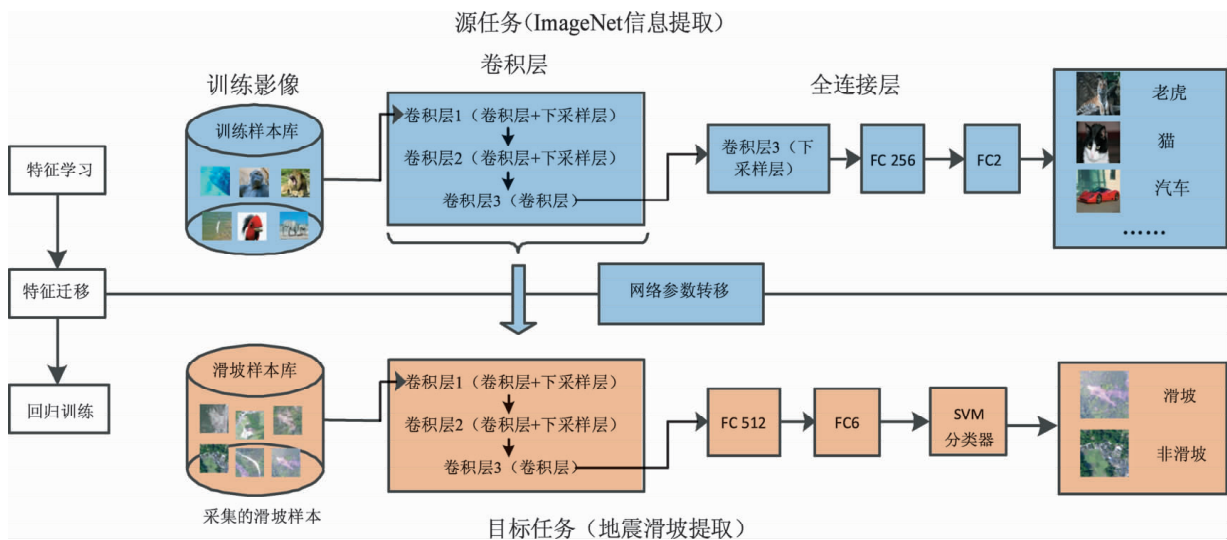 源任务(ImageNet信息提取)
训练影像
卷积层
全连接层
训练样本库
卷积层1（卷积层+下采样层）
卷积层2（卷积层+下采样层）
卷积层3（卷积层）
卷积层3（下
采样层）
FC 256
FC2
老虎
猫
汽车
……
特征学习
特征迁移
回归训练
网络参数转移
滑坡样本库
卷积层1（卷积层+下采样层）
卷积层2（卷积层+下采样层）
卷积层3（卷积层）
FC 512
FC6
SVM
分类器
滑坡
非滑坡
采集的滑坡样本
目标任务（地震滑坡提取）